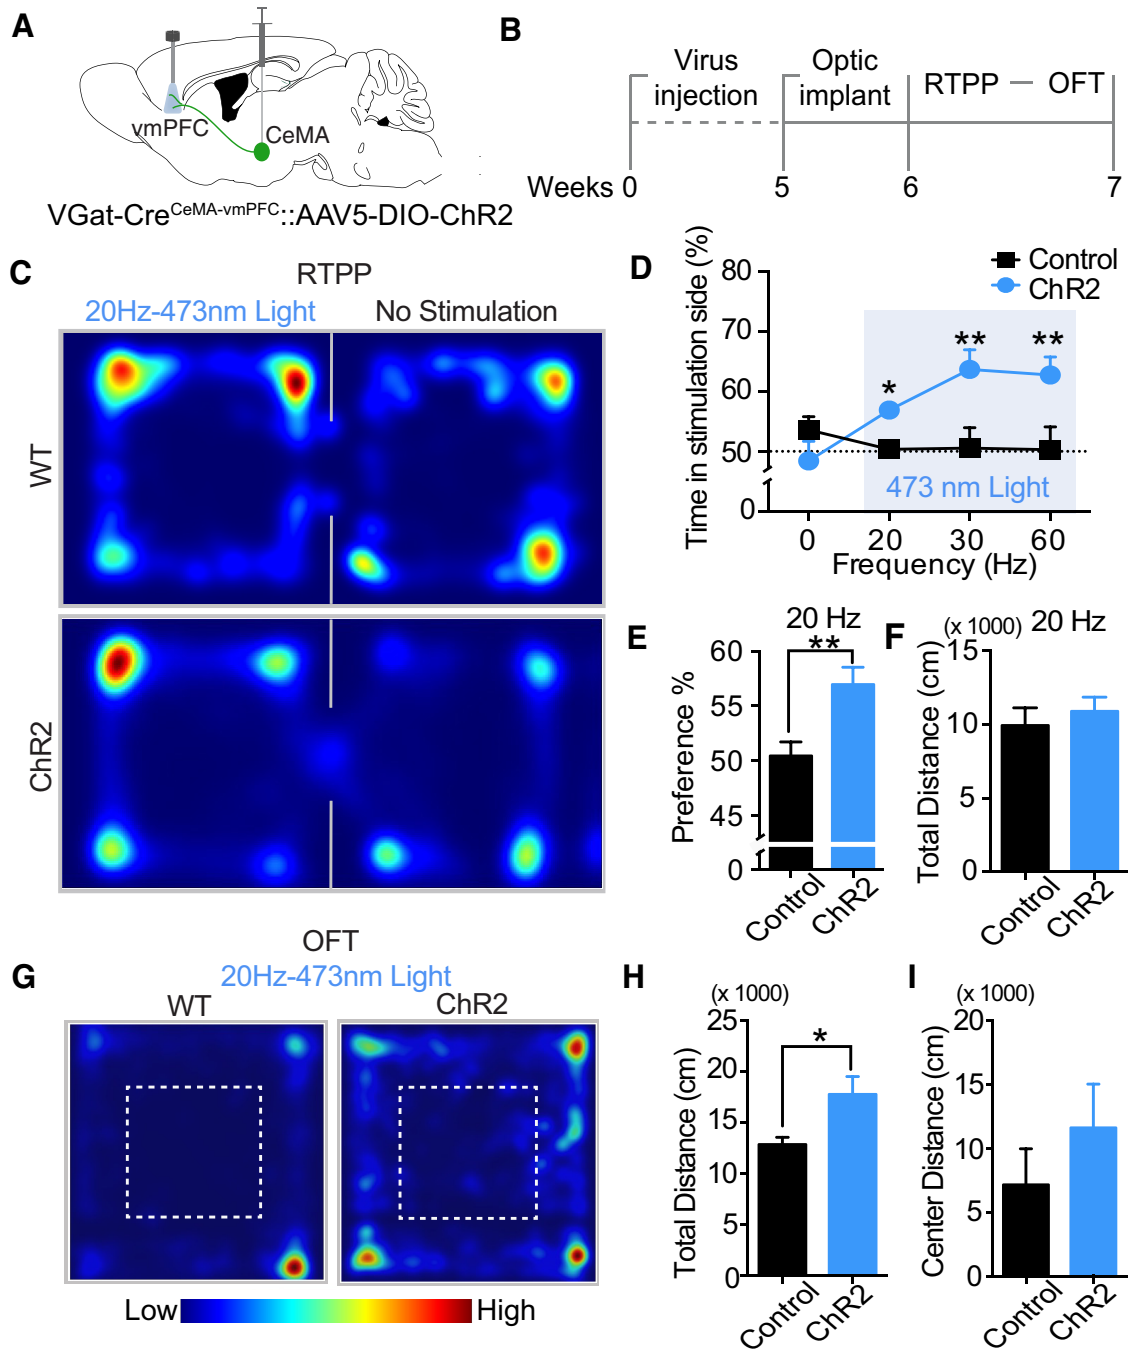 A
vmPFC
CeMA
VGat-CreCeMA-vmPFC::AAV5-DIO-ChR2
B
Virus injection
Optic implant
RTPP — OFT
Weeks 0 5 6 7
C
RTPP
20Hz-473nm Light No Stimulation
WT
ChR2
D
Time in stimulation side (%)
80
70
60
50
0
Control
ChR2
* ** **
473 nm Light
0 20 30 60
Frequency (Hz)
E
20 Hz
**
Preference %
60
55
50
45
0
Control ChR2
F
(x 1000) 20 Hz
Total Distance (cm)
15
10
5
0
Control ChR2
OFT
G
20Hz-473nm Light
WT ChR2
Low High
H
(x 1000)
Total Distance (cm)
25
20
15
10
5
0
*
Control ChR2
I
(x 1000)
Center Distance (cm)
20
15
10
5
0
Control ChR2